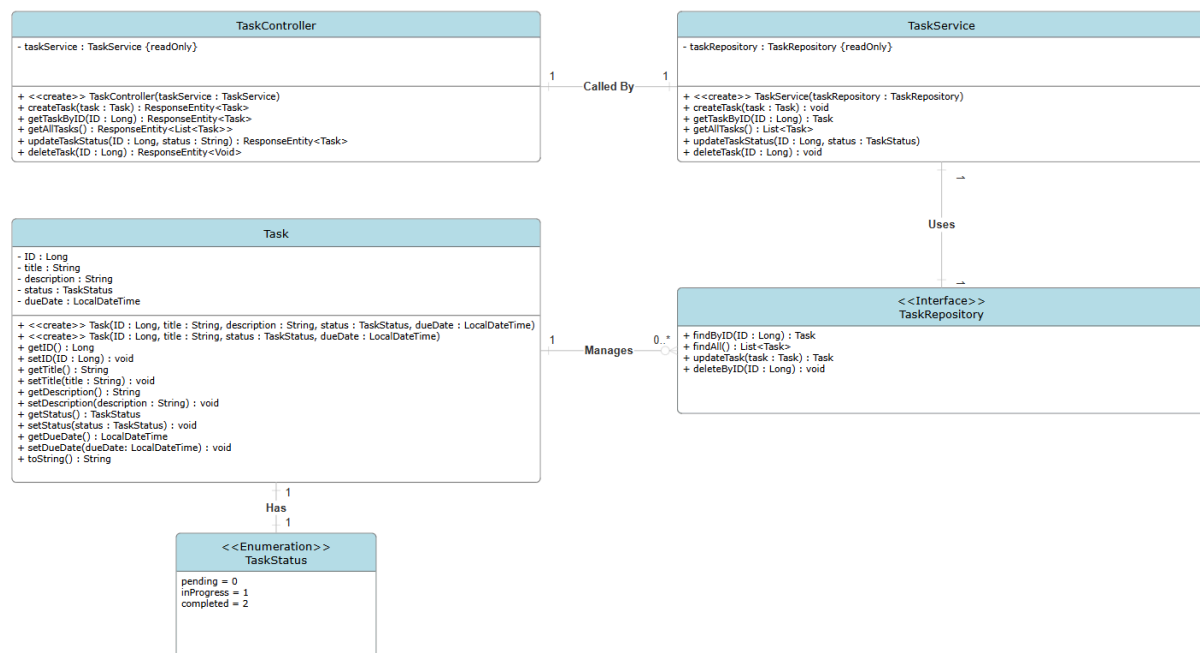 TaskController
- taskService : TaskService {readOnly}
+ <<create>> TaskController(taskService : TaskService)
+ createTask(task : Task) : ResponseEntity<Task>
+ getTaskByID(ID : Long) : ResponseEntity<Task>
+ getAllTasks() : ResponseEntity<List<Task>>
+ updateTaskStatus(ID : Long, status : String) : ResponseEntity<Task>
+ deleteTask(ID : Long) : ResponseEntity<Void>
1
Called By
1
TaskService
- taskRepository : TaskRepository {readOnly}
+ <<create>> TaskService(taskRepository : TaskRepository)
+ createTask(task : Task) : void
+ getTaskByID(ID : Long) : Task
+ getAllTasks() : List<Task>
+ updateTaskStatus(ID : Long, status : TaskStatus)
+ deleteTask(ID : Long) : void
1
Uses
1
Task
- ID : Long
- title : String
- description : String
- status : TaskStatus
- dueDate : LocalDateTime
+ <<create>> Task(ID : Long, title : String, description : String, status : TaskStatus, dueDate : LocalDateTime)
+ <<create>> Task(ID : Long, title : String, status : TaskStatus, dueDate : LocalDateTime)
+ getID() : Long
+ setID(ID : Long) : void
+ getTitle() : String
+ setTitle(title : String) : void
+ getDescription() : String
+ setDescription(description : String) : void
+ getStatus() : TaskStatus
+ setStatus(status : TaskStatus) : void
+ getDueDate() : LocalDateTime
+ setDueDate(dueDate: LocalDateTime) : void
+ toString() : String
1
Manages
0..*
<<Interface>>
TaskRepository
+ findByID(ID : Long) : Task
+ findAll() : List<Task>
+ updateTask(task : Task) : Task
+ deleteByID(ID : Long) : void
1
Has
1
<<Enumeration>>
TaskStatus
pending = 0
inProgress = 1
completed = 2